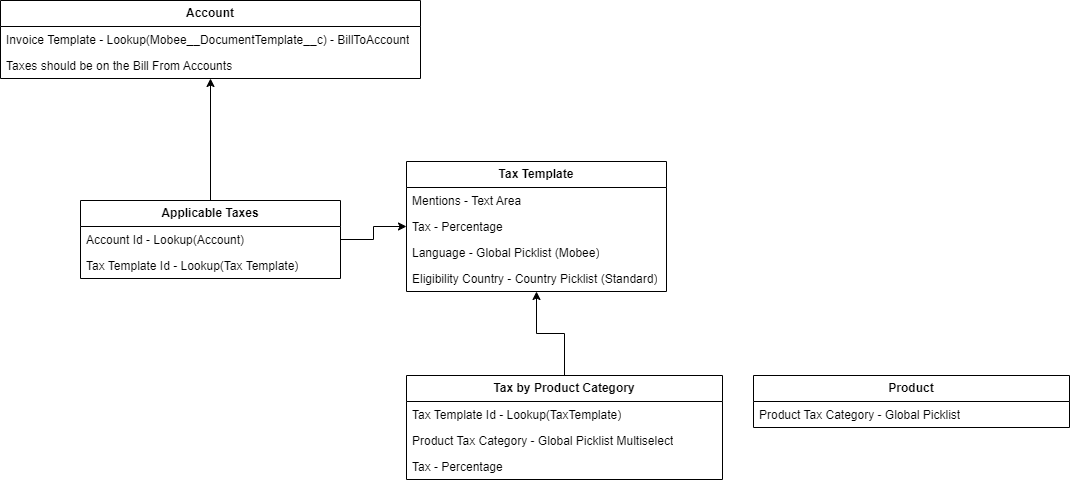 Account
Invoice Template - Lookup(Mobee__DocumentTemplate__c) - BillToAccount
Taxes should be on the Bill From Accounts
Applicable Taxes
Account Id - Lookup(Account)
Tax Template Id - Lookup(Tax Template)
Tax Template
Mentions - Text Area
Tax - Percentage
Language - Global Picklist (Mobee)
Eligibility Country - Country Picklist (Standard)
Tax by Product Category
Tax Template Id - Lookup(TaxTemplate)
Product Tax Category - Global Picklist Multiselect
Tax - Percentage
Product
Product Tax Category - Global Picklist